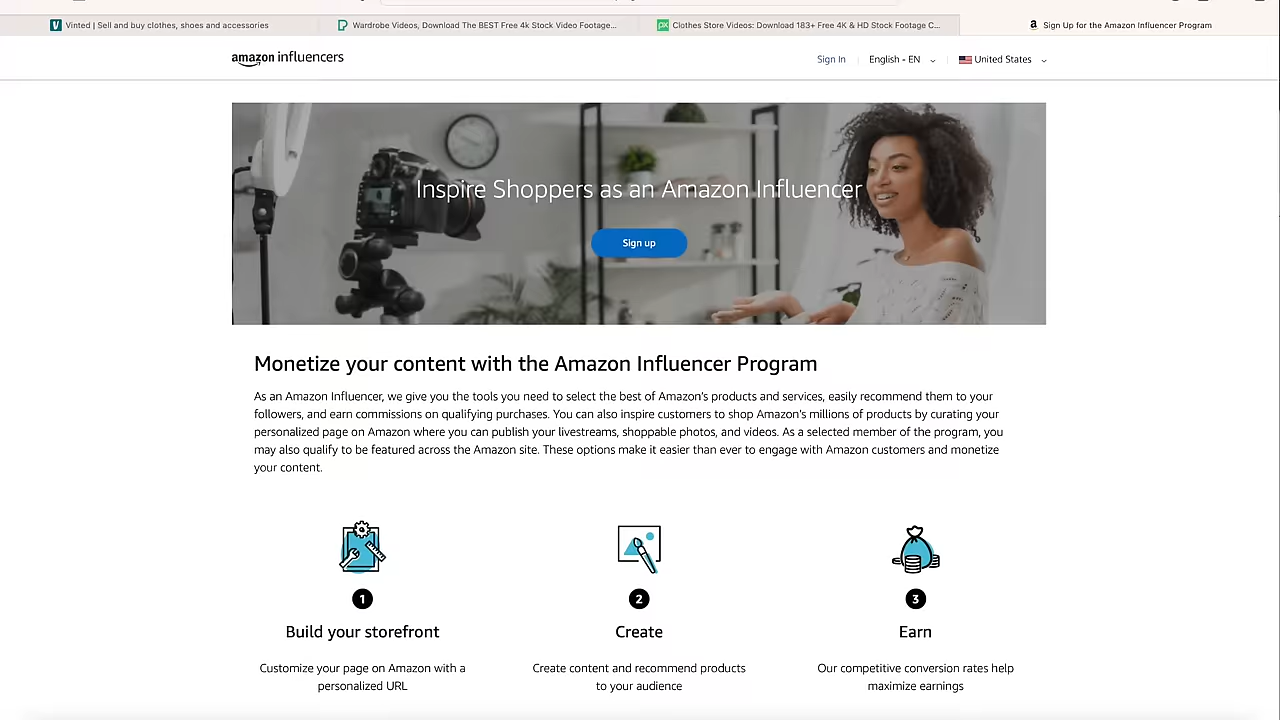 Vinted | Sell and buy clothes, shoes and accessories
Wardrobe Videos, Download The BEST Free 4k Stock Video Footage...
Clothes Store Videos: Download 183+ Free 4K & HD Stock Footage C...
Sign Up for the Amazon Influencer Program
amazon influencers
Sign In
English - EN
United States
Inspire Shoppers as an Amazon Influencer
Sign up
Monetize your content with the Amazon Influencer Program
As an Amazon Influencer, we give you the tools you need to select the best of Amazon's products and services, easily recommend them to your
followers, and earn commissions on qualifying purchases. You can also inspire customers to shop Amazon's millions of products by curating your
personalized page on Amazon where you can publish your livestreams, shoppable photos, and videos. As a selected member of the program, you
may also qualify to be featured across the Amazon site. These options make it easier than ever to engage with Amazon customers and monetize
your content.
1
Build your storefront
Customize your page on Amazon with a
personalized URL
2
Create
Create content and recommend products
to your audience
3
Earn
Our competitive conversion rates help
maximize earnings